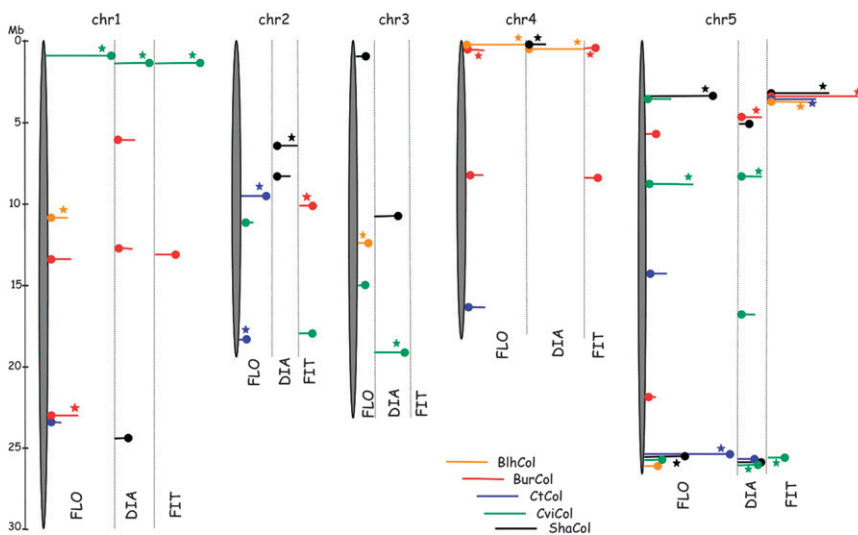 chr1 chr2 chr3 chr4 chr5
Mb
0
5
10
15
20
25
30
FLO DIA FIT
FLO DIA FIT
FLO DIA FIT
FLO DIA FIT
FLO DIA FIT
BlhCol
BurCol
CtCol
CviCol
ShaCol